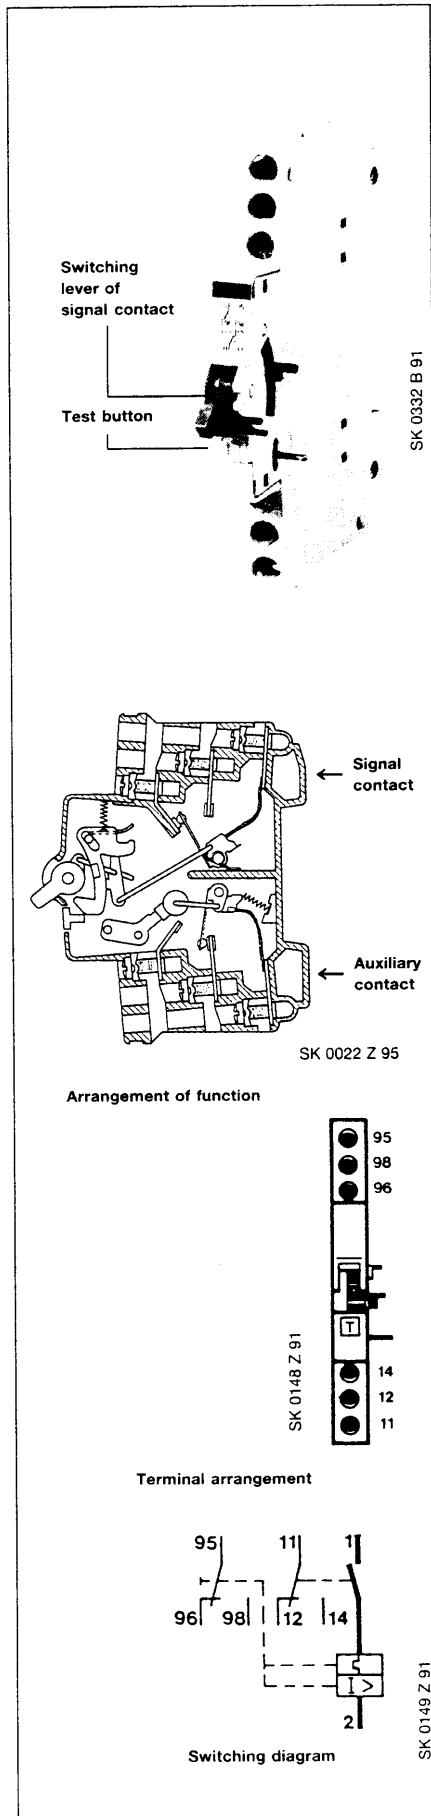 Switching
lever of
signal contact
Test button
SK 0332 B 91
Signal
contact
Auxiliary
contact
SK 0022 Z 95
Arrangement of function
95
98
96
T
14
12
11
SK 0148 Z 91
Terminal arrangement
95 11 1
96 98 12 14
I >
2
SK 0149 Z 91
Switching diagram